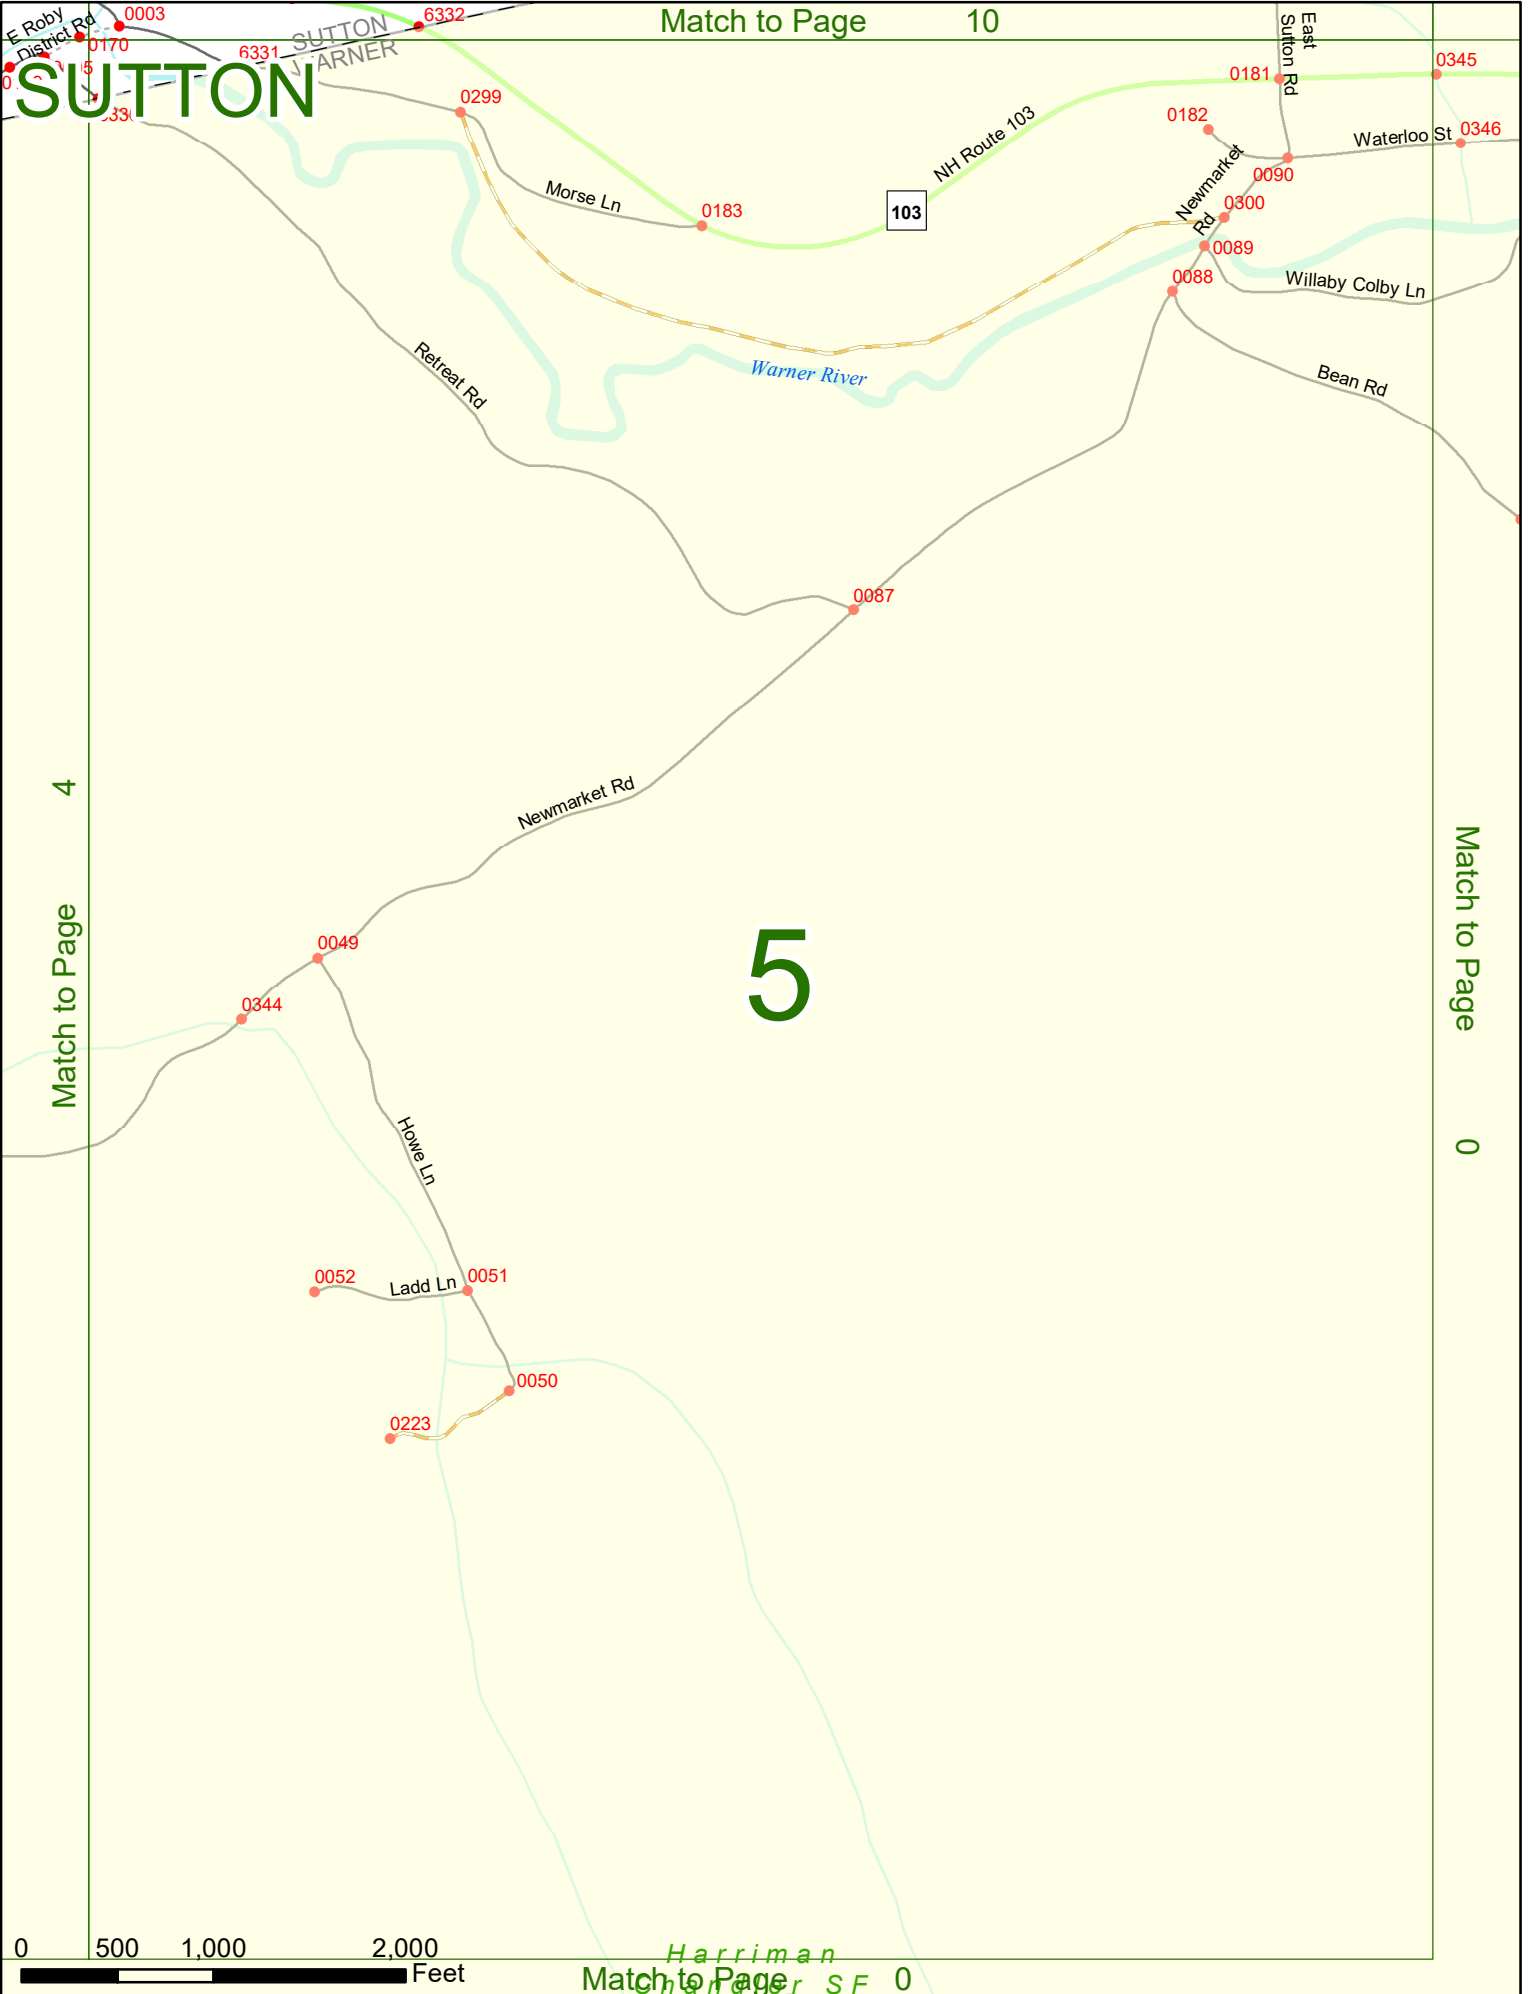 Match to Page 10
E Roby
District Rd
0003
0170
6331
6332
SUTTON
WARNER
SUTTON
0299
Morse Ln
0183
103
NH Route 103
East
Sutton Rd
0181
0345
0182
Waterloo St
0346
0090
Newmarket
Rd
0300
0089
0088
Willaby Colby Ln
Retreat Rd
Warner River
Bean Rd
0087
Newmarket Rd
Match to Page 4
Match to Page 0
5
0049
0344
Howe Ln
0052
Ladd Ln
0051
0050
0223
0 500 1,000 2,000
Feet
Harriman
Chandler SF
Match to Page 0